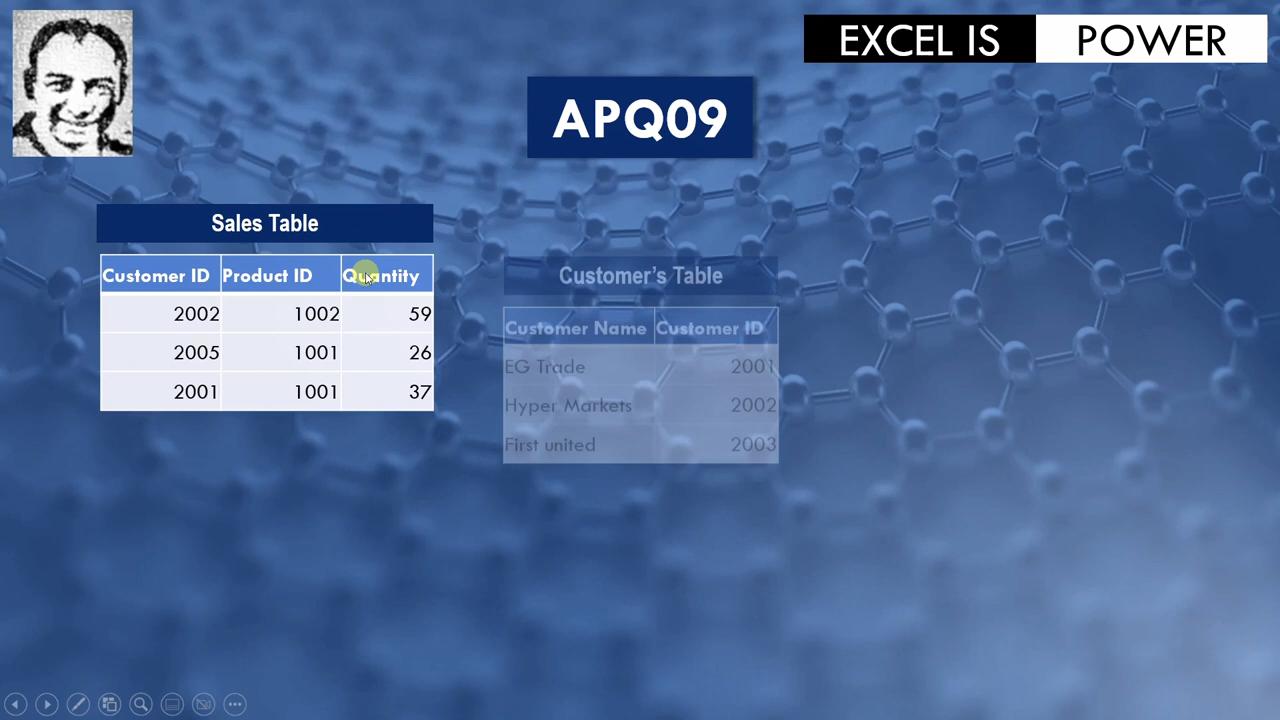 EXCEL IS POWER
APQ09
Sales Table
Customer ID Product ID Quantity
2002 1002 59
2005 1001 26
2001 1001 37
Customer's Table
Customer Name Customer ID
EG Trade 2001
Hyper Markets 2002
First united 2003